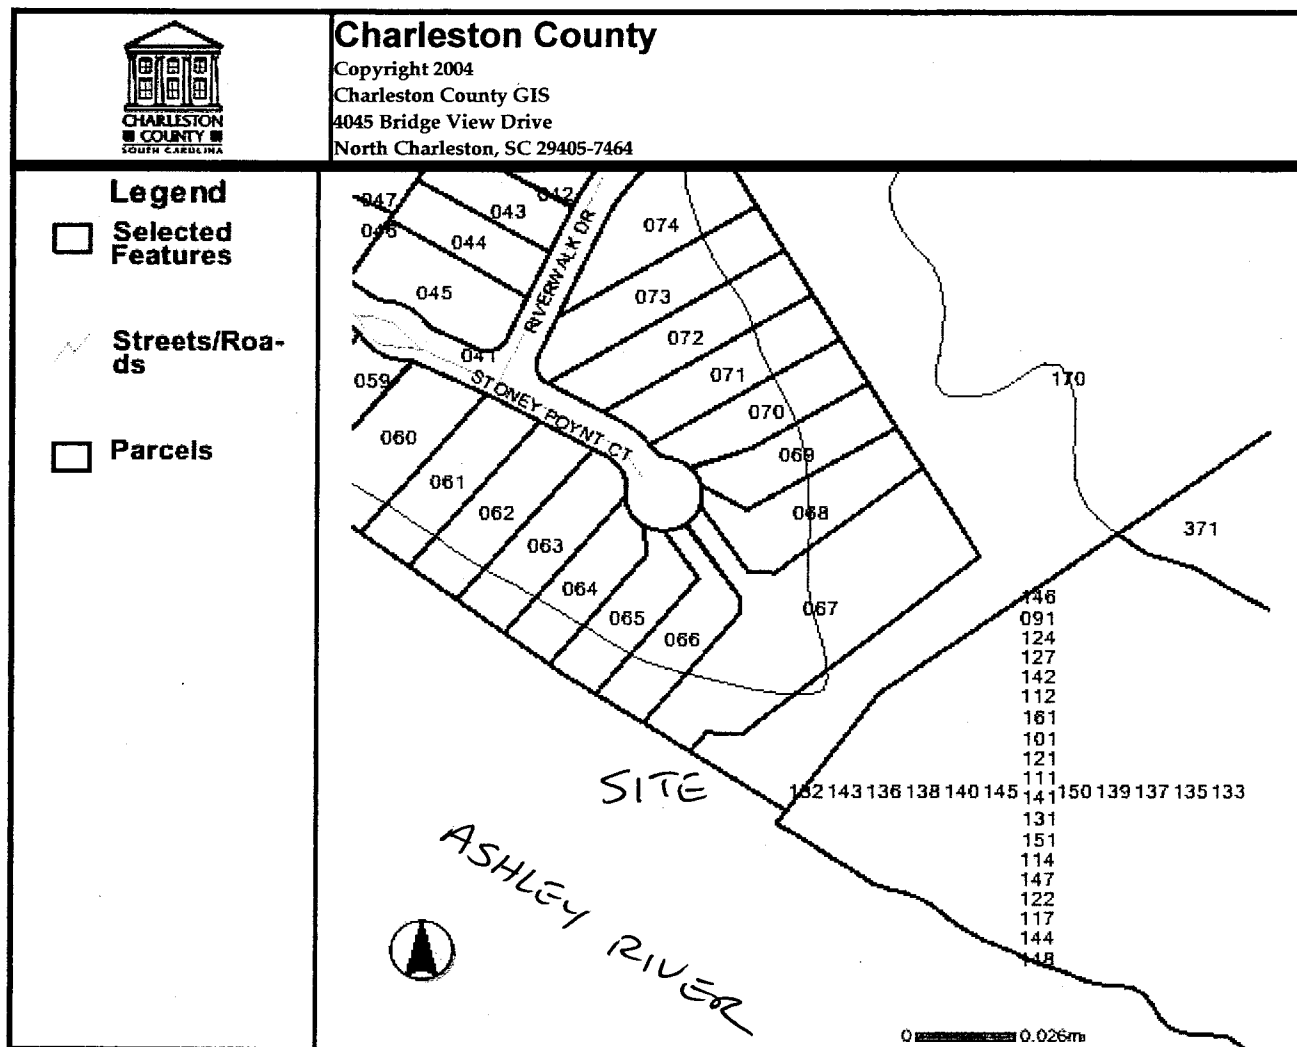 Charleston County
Copyright 2004
Charleston County GIS
4045 Bridge View Drive
North Charleston, SC 29405-7464
CHARLESTON
COUNTY
SOUTH CAROLINA
Legend
Selected
Features
Streets/Roa-
ds
Parcels
047
042
043
046
044
045
041
RIVERWALK DR
STONEY POYNT CT
074
073
072
071
070
069
068
067
059
060
061
062
063
064
065
066
170
371
146
091
124
127
142
112
161
101
121
111
132 143 136 138 140 145 141 150 139 137 135 133
131
151
114
147
122
117
144
148
SITE
ASHLEY RIVER
0 0.026mi